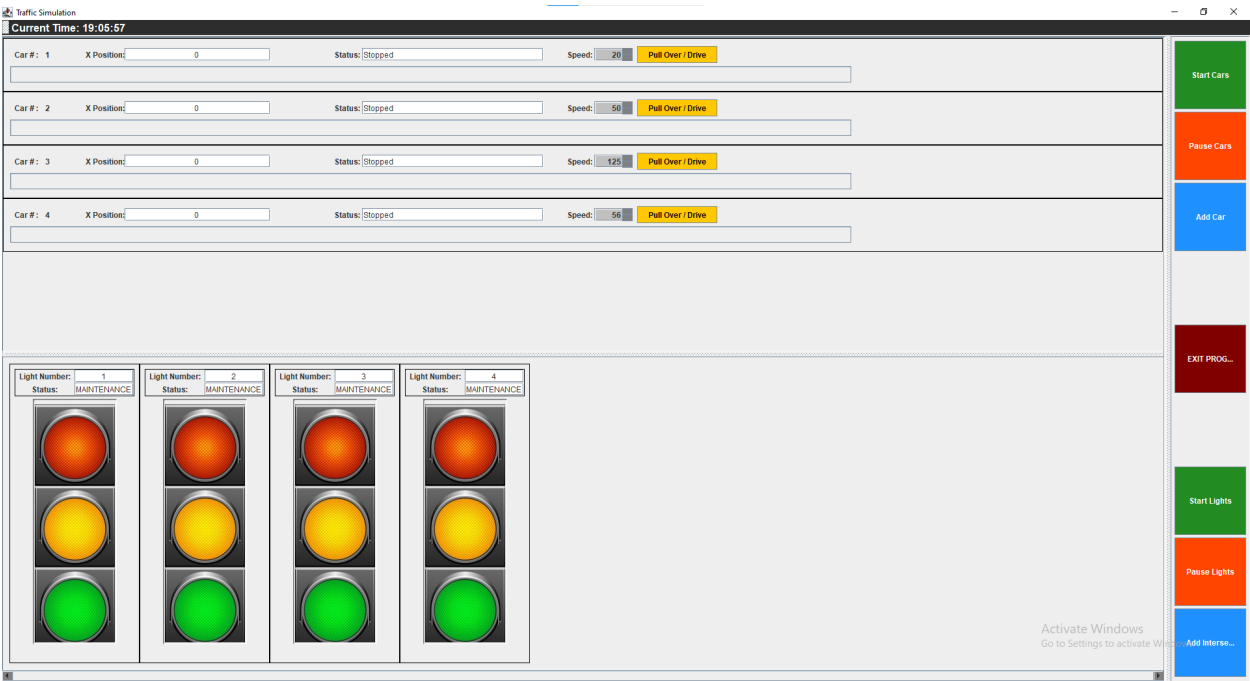 Traffic Simulation
Current Time: 19:05:57
Car # : 1 X Position: 0 Status: Stopped Speed: 20 Pull Over / Drive
Car # : 2 X Position: 0 Status: Stopped Speed: 50 Pull Over / Drive
Car # : 3 X Position: 0 Status: Stopped Speed: 125 Pull Over / Drive
Car # : 4 X Position: 0 Status: Stopped Speed: 56 Pull Over / Drive
Start Cars
Pause Cars
Add Car
EXIT PROG...
Light Number: 1 Light Number: 2 Light Number: 3 Light Number: 4
Status: MAINTENANCE Status: MAINTENANCE Status: MAINTENANCE Status: MAINTENANCE
Start Lights
Pause Lights
Add Interse...
Activate Windows
Go to Settings to activate Windows.